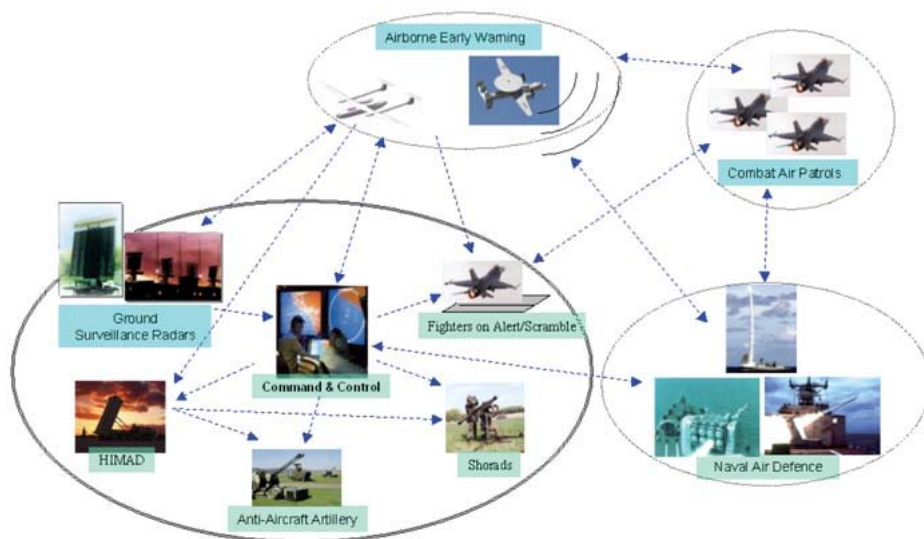 Airborne Early Warning
Combat Air Patrols
Ground
Surveillance Radars
Fighters on Alert/Scramble
Command & Control
HIMAD
Shorads
Anti-Aircraft Artillery
Naval Air Defence